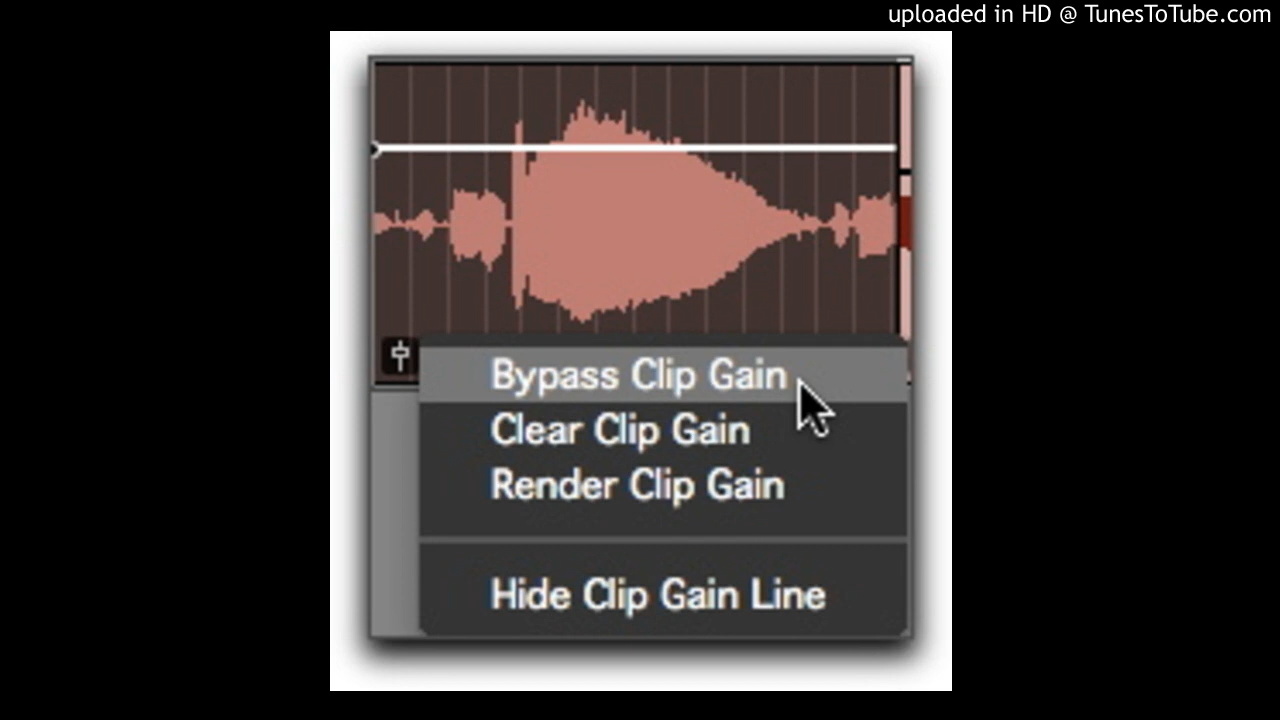 uploaded in HD @ TunesToTube.com
Bypass Clip Gain
Clear Clip Gain
Render Clip Gain
Hide Clip Gain Line